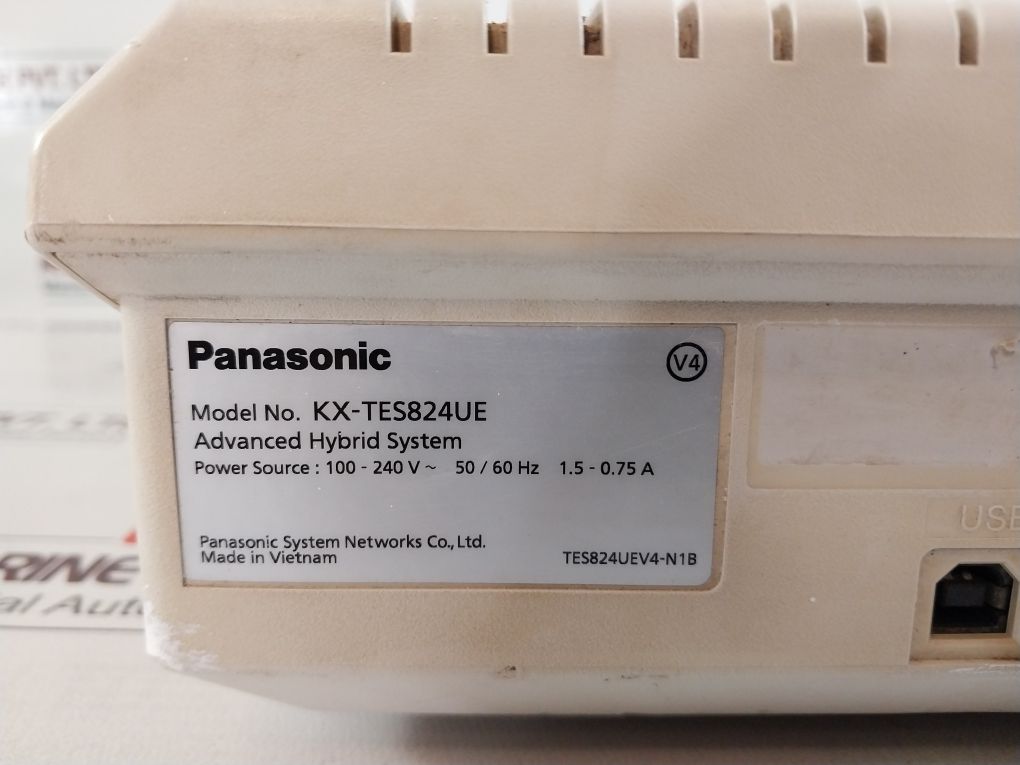 Panasonic
V4
Model No. KX-TES824UE
Advanced Hybrid System
Power Source : 100 - 240 V ~ 50 / 60 Hz 1.5 - 0.75 A
Panasonic System Networks Co., Ltd.
Made in Vietnam
TES824UEV4-N1B
USB